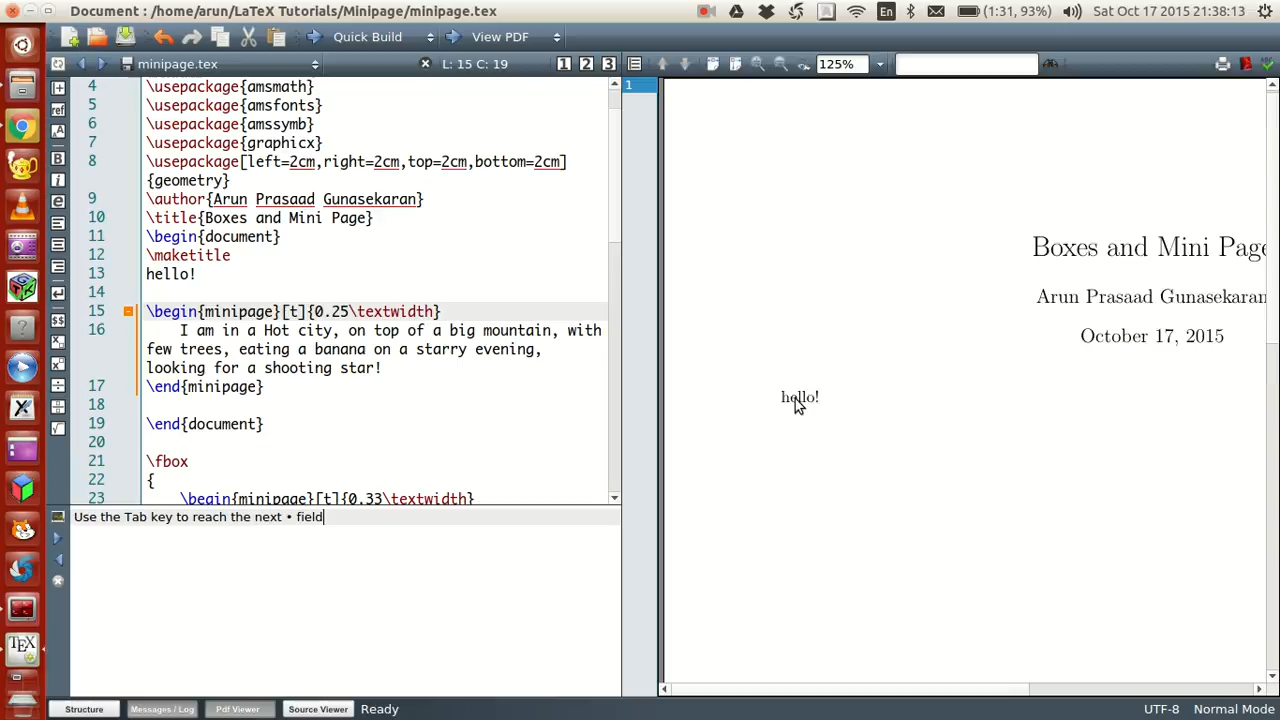 Document : /home/arun/LaTeX Tutorials/Minipage/minipage.tex
En
(1:31, 93%)
Sat Oct 17 2015 21:38:13
Quick Build
View PDF
minipage.tex
L: 15 C: 19
1 2 3
125%
4 \usepackage{amsmath}
5 \usepackage{amsfonts}
6 \usepackage{amssymb}
7 \usepackage{graphicx}
8 \usepackage[left=2cm,right=2cm,top=2cm,bottom=2cm]
{geometry}
9 \author{Arun Prasaad Gunasekaran}
10 \title{Boxes and Mini Page}
11 \begin{document}
12 \maketitle
13 hello!
14
15 \begin{minipage}[t]{0.25\textwidth}
16 I am in a Hot city, on top of a big mountain, with
few trees, eating a banana on a starry evening,
looking for a shooting star!
17 \end{minipage}
18
19 \end{document}
20
21 \fbox
22 {
23 \begin{minipage}[t]{0.33\textwidth}
ref
Use the Tab key to reach the next • field
1
Boxes and Mini Page
Arun Prasaad Gunasekaran
October 17, 2015
hello!
TEX
Structure
Messages / Log
Pdf Viewer
Source Viewer
Ready
UTF-8
Normal Mode